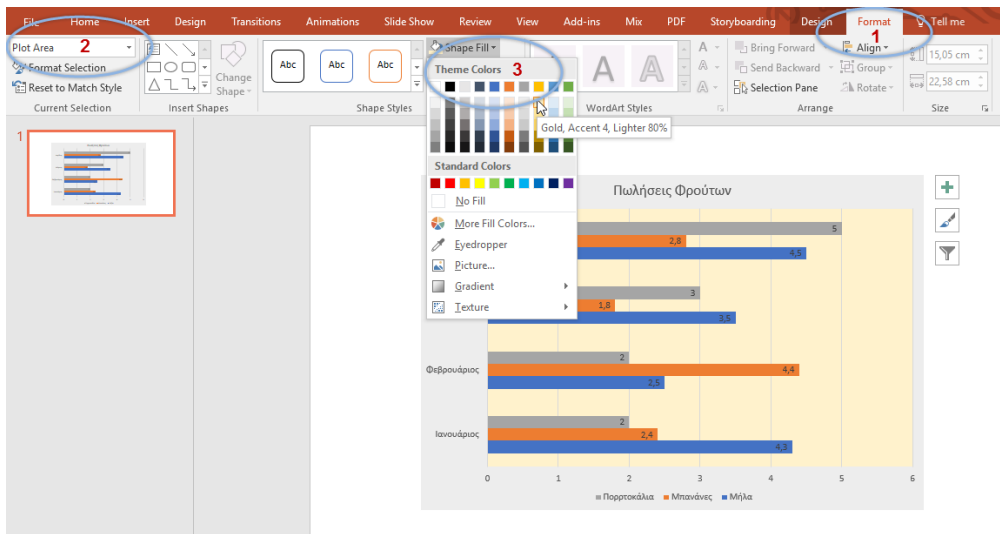 File Home Insert Design Transitions Animations Slide Show Review View Add-ins Mix PDF Storyboarding Design Format Tell me
1
Plot Area 2
Format Selection
Reset to Match Style
Current Selection
Change
Shape
Insert Shapes
Abc Abc Abc
Shape Styles
Shape Fill
Theme Colors 3
Gold, Accent 4, Lighter 80%
Standard Colors
No Fill
More Fill Colors...
Eyedropper
Picture...
Gradient
Texture
A A
A
A
A
WordArt Styles
Bring Forward
Send Backward
Selection Pane
Align
Group
Rotate
Arrange
15,05 cm
22,58 cm
Size
1
Πωλήσεις Φρούτων
5
2,8
4,5
3
1,8
3,5
Φεβρουάριος
2
4,4
2,5
Ιανουάριος
2
2,4
4,3
0 1 2 3 4 5 6
Πορρτοκάλια Μπανάνες Μήλα